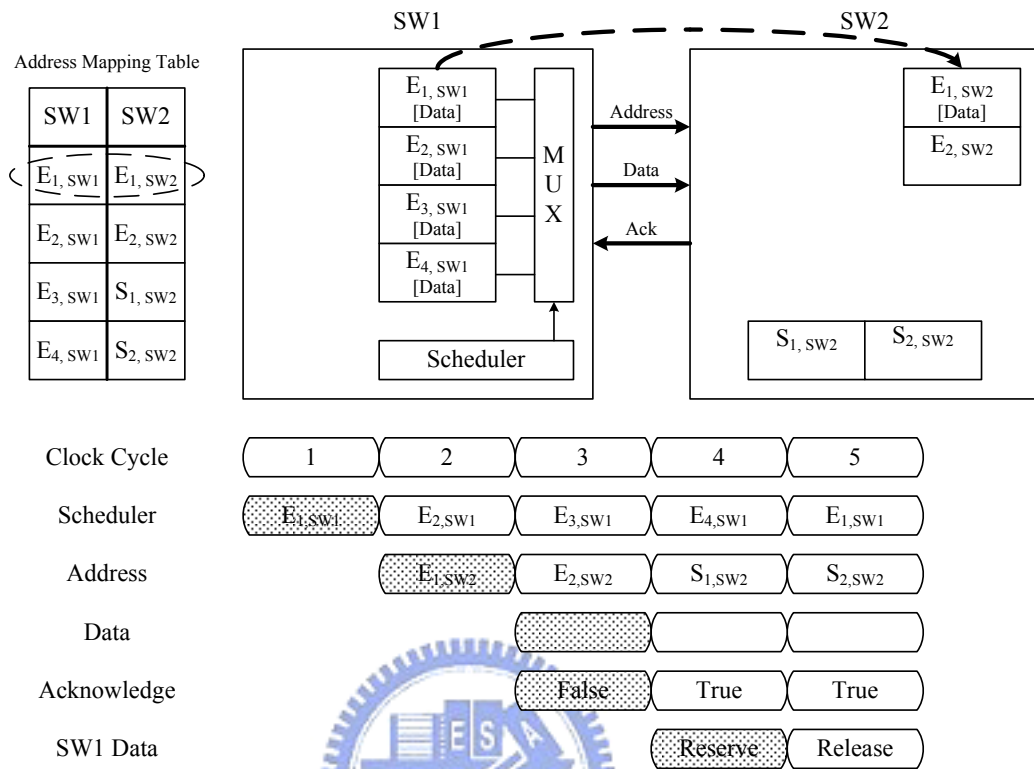 SW1
SW2
Address Mapping Table
SW1 SW2
E1, SW1 E1, SW2
E2, SW1 E2, SW2
E3, SW1 S1, SW2
E4, SW1 S2, SW2
E1, SW1
[Data]
E2, SW1
[Data]
E3, SW1
[Data]
E4, SW1
[Data]
M
U
X
Scheduler
Address
Data
Ack
E1, SW2
[Data]
E2, SW2
S1, SW2 S2, SW2
Clock Cycle 1 2 3 4 5
Scheduler E1,SW1 E2,SW1 E3,SW1 E4,SW1 E1,SW1
Address E1,SW2 E2,SW2 S1,SW2 S2,SW2
Data
Acknowledge False True True
SW1 Data Reserve Release
E S A